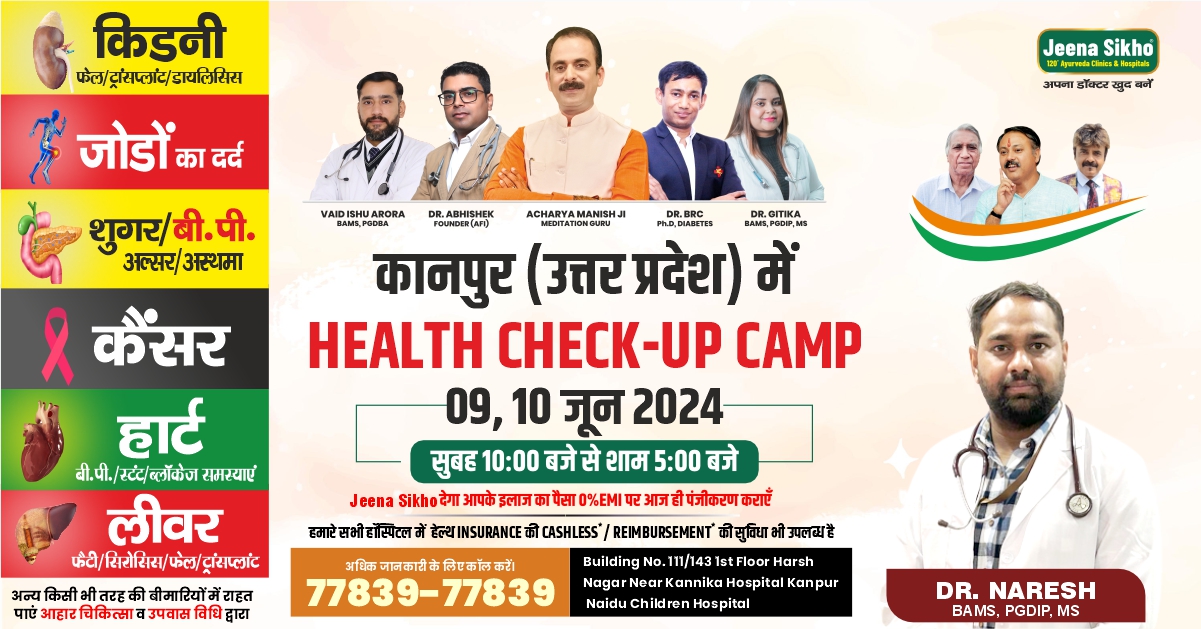 किडनी
फेल/ट्रांसप्लांट/डायलिसिस
जोडों का दर्द
शुगर/बी.पी.
अल्सर/अस्थमा
कैंसर
हार्ट
बी.पी./स्टंट/ब्लॉकेज समस्याएं
लीवर
फैटी/सिरोसिस/फेल/ट्रांसप्लांट
अन्य किसी भी तरह की बीमारियों में राहत
पाएं आहार चिकित्सा व उपवास विधि द्वारा
VAID ISHU ARORA
BAMS, PGDBA
DR. ABHISHEK
FOUNDER (AFI)
ACHARYA MANISH JI
MEDITATION GURU
DR. BRC
Ph.D, DIABETES
DR. GITIKA
BAMS, PGDIP, MS
कानपुर (उत्तर प्रदेश) में
HEALTH CHECK-UP CAMP
09, 10 जून 2024
सुबह 10:00 बजे से शाम 5:00 बजे
Jeena Sikho देगा आपके इलाज का पैसा 0%EMI पर आज ही पंजीकरण कराएँ
हमारे सभी हॉस्पिटल में हेल्थ INSURANCE की CASHLESS* / REIMBURSEMENT* की सुविधा भी उपलब्ध है
अधिक जानकारी के लिए कॉल करें।
77839-77839
Building No. 111/143 1st Floor Harsh
Nagar Near Kannika Hospital Kanpur
Naidu Children Hospital
Jeena Sikho®
120+ Ayurveda Clinics & Hospitals
अपना डॉक्टर खुद बनें
DR. NARESH
BAMS, PGDIP, MS